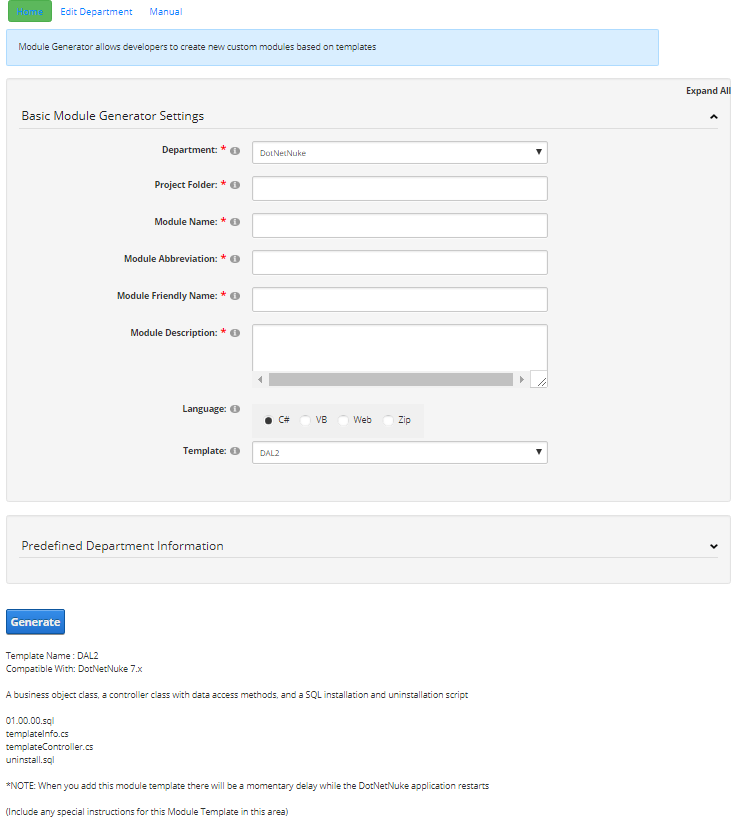 Home Edit Department Manual
Module Generator allows developers to create new custom modules based on templates
Expand All
Basic Module Generator Settings
Department: * DotNetNuke
Project Folder: *
Module Name: *
Module Abbreviation: *
Module Friendly Name: *
Module Description: *
Language: C# VB Web Zip
Template: DAL2
Predefined Department Information
Generate
Template Name : DAL2
Compatible With: DotNetNuke 7.x
A business object class, a controller class with data access methods, and a SQL installation and uninstallation script
01.00.00.sql
templateInfo.cs
templateController.cs
uninstall.sql
*NOTE: When you add this module template there will be a momentary delay while the DotNetNuke application restarts
(Include any special instructions for this Module Template in this area)